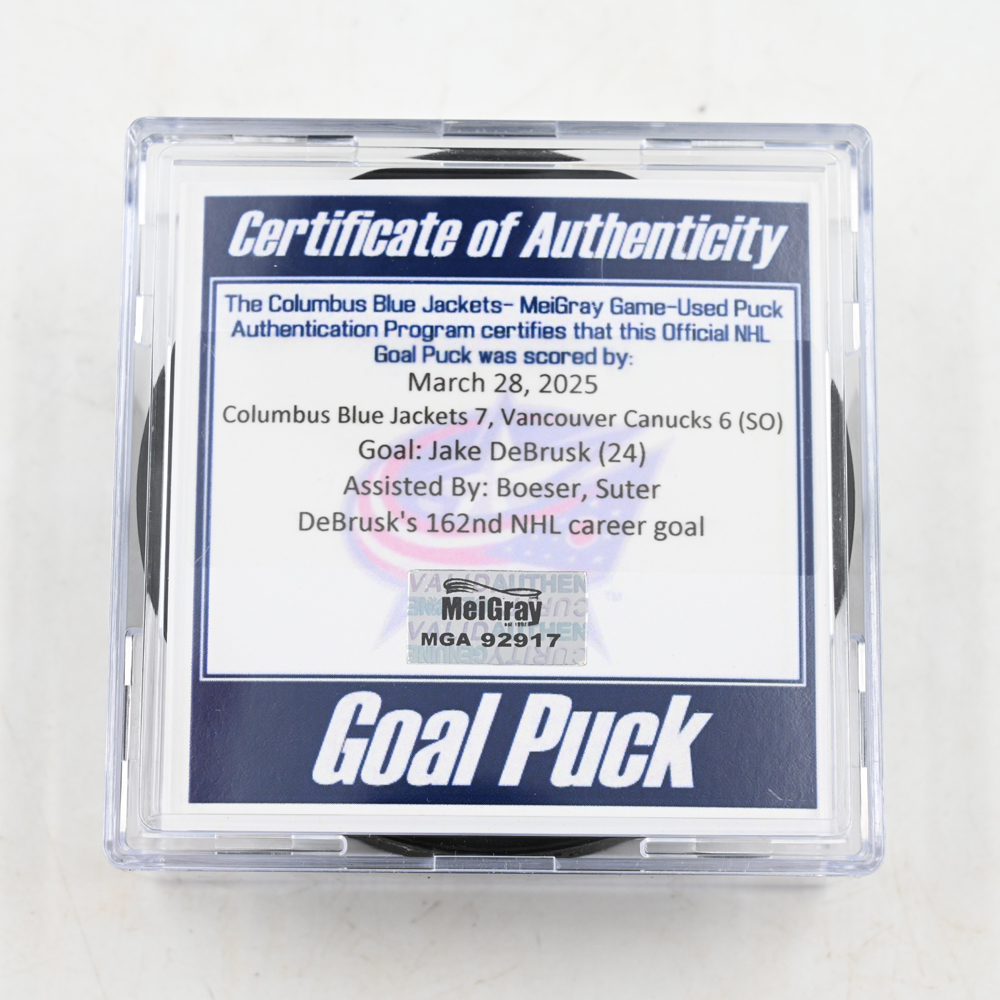 Certificate of Authenticity
The Columbus Blue Jackets- MeiGray Game-Used Puck
Authentication Program certifies that this Official NHL
Goal Puck was scored by:
March 28, 2025
Columbus Blue Jackets 7, Vancouver Canucks 6 (SO)
Goal: Jake DeBrusk (24)
Assisted By: Boeser, Suter
DeBrusk's 162nd NHL career goal
MeiGray
MGA 92917
Goal Puck